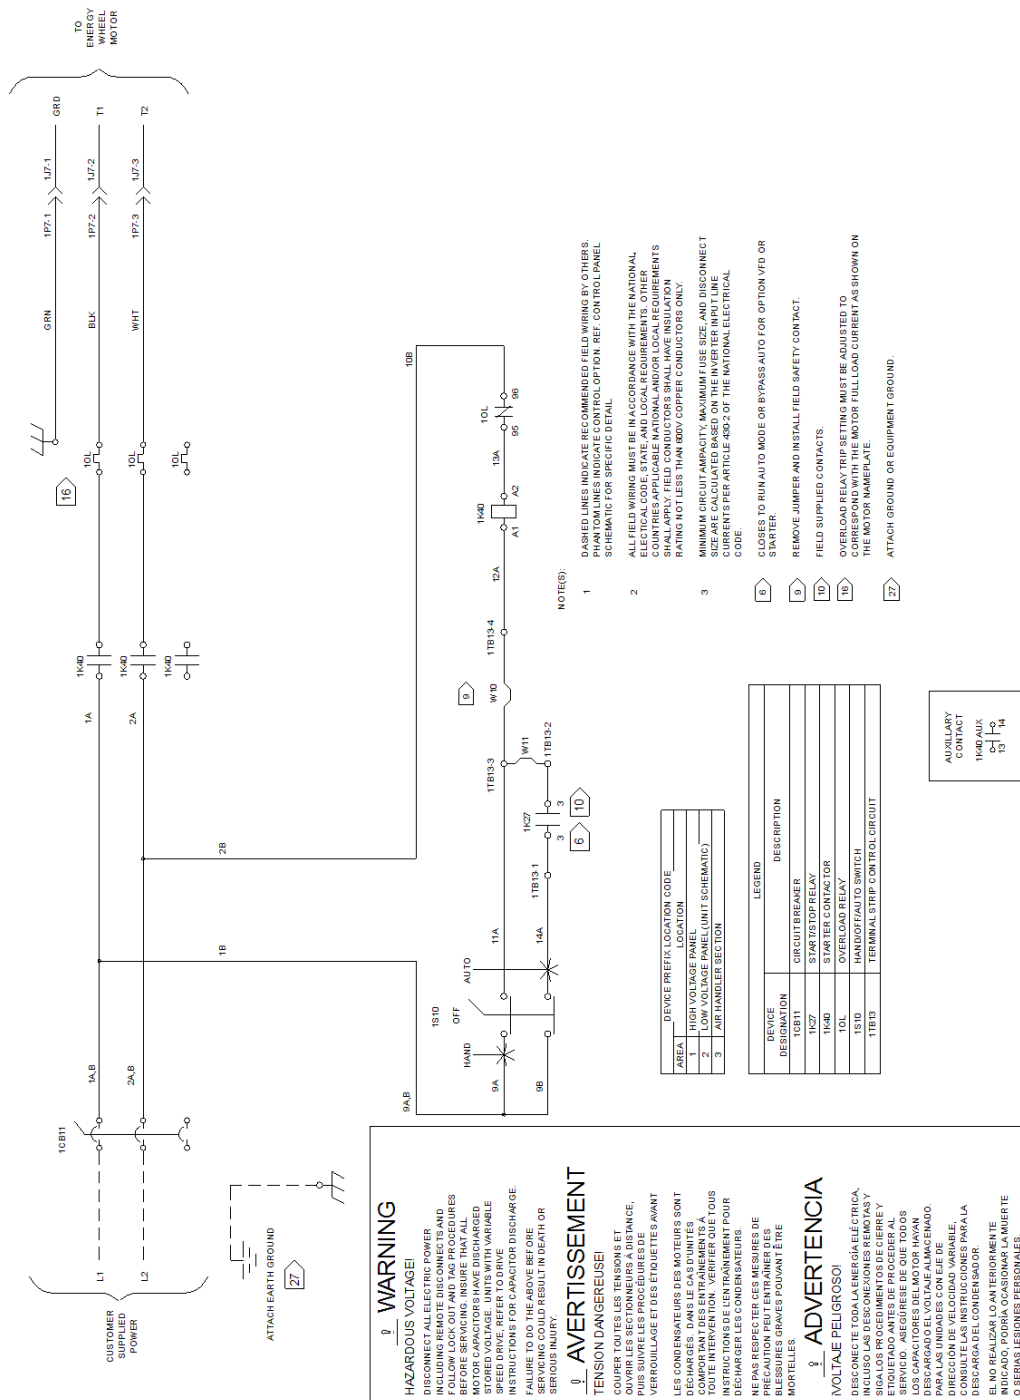 TO
ENERGY
WHEEL
MOTOR
GRD
T1
T2
1J7-1
1J7-2
1J7-3
1P7-1
1P7-2
1P7-3
GRN
BLK
WHT
16
1OL
1OL
1OL
1K40
1K40
1K40
1A
2A
2B
1B
1A,B
2A,B
1CB11
L1
L2
CUSTOMER
SUPPLIED
POWER
ATTACH EARTH GROUND
27
10B
1OL
96
95
13A
1K40
A2
A1
12A
1TB13-4
9
W10
1TB13-3
W11
1TB13-2
1K27
3
3
10
6
1TB13-1
11A
14A
1S10
HAND
OFF
AUTO
9A
9B
9A,B
NOTE(S):
1 DASHED LINES INDICATE RECOMMENDED FIELD WIRING BY OTHERS.
PHANTOM LINES INDICATE CONTROL OPTION. REF. CONTROL PANEL
SCHEMATIC FOR SPECIFIC DETAIL
2 ALL FIELD WIRING MUST BE IN ACCORDANCE WITH THE NATIONAL,
ELECTICAL CODE, STATE, AND LOCAL REQUIREMENTS. OTHER
COUNTRIES APPLICABLE NATIONAL AND/OR LOCAL REQUIREMENTS
SHALL APPLY. FIELD CONDUCTORS SHALL HAVE INSULATION
RATING NOT LESS THAN 600V COPPER CONDUCTORS ONLY.
3 MINIMUM CIRCUIT AMPACITY, MAXIMUM FUSE SIZE, AND DISCONNECT
SIZE ARE CALCULATED BASED ON THE INVERTER INPUT LINE
CURRENTS PER ARTICLE 430-2 OF THE NATIONAL ELECTRICAL
CODE.
6 CLOSES TO RUN AUTO MODE OR BYPASS AUTO FOR OPTION VFD OR
STARTER.
9 REMOVE JUMPER AND INSTALL FIELD SAFETY CONTACT.
10 FIELD SUPPLIED CONTACTS.
16 OVERLOAD RELAY TRIP SETTING MUST BE ADJUSTED TO
CORRESPOND WITH THE MOTOR FULL LOAD CURRENT AS SHOWN ON
THE MOTOR NAMEPLATE.
27 ATTACH GROUND OR EQUIPMENT GROUND.
DEVICE PREFIX LOCATION CODE
AREA LOCATION
1 HIGH VOLTAGE PANEL
2 LOW VOLTAGE PANEL (UNIT SCHEMATIC)
3 AIR HANDLER SECTION
LEGEND
DEVICE
DESIGNATION DESCRIPTION
1CB11 CIRCUIT BREAKER
1K27 START/STOP RELAY
1K40 STARTER CONTACTOR
1OL OVERLOAD RELAY
1S10 HAND/OFF/AUTO SWITCH
1TB13 TERMINAL STRIP CONTROL CIRCUIT
AUXILLARY
CONTACT
1K40 AUX
13 14
WARNING
HAZARDOUS VOLTAGE!
DISCONNECT ALL ELECTRIC POWER
INCLUDING REMOTE DISCONNECTS AND
FOLLOW LOCK OUT AND TAG PROCEDURES
BEFORE SERVICING. INSURE THAT ALL
MOTOR CAPACITORS HAVE DISCHARGED
STORED VOLTAGE. UNITS WITH VARIABLE
SPEED DRIVE, REFER TO DRIVE
INSTRUCTIONS FOR CAPACITOR DISCHARGE.
FAILURE TO DO THE ABOVE BEFORE
SERVICING COULD RESULT IN DEATH OR
SERIOUS INJURY.
AVERTISSEMENT
TENSION DANGEREUSE!
COUPER TOUTES LES TENSIONS ET
OUVRIR LES SECTIONNEURS À DISTANCE,
PUIS SUIVRE LES PROCÉDURES DE
VERROUILLAGE ET DES ÉTIQUETTES AVANT
TOUTE INTERVENTION. VÉRIFIER QUE TOUS
LES CONDENSATEURS DES MOTEURS SONT
DÉCHARGÉS. DANS LE CAS D'UNITÉS
COMPORTANT DES ENTRAÎNEMENTS À
INSTRUCTIONS DE L'ENTRAÎNEMENT POUR
DÉCHARGER LES CONDENSATEURS.
NE PAS RESPECTER CES MESURES DE
PRÉCAUTION PEUT ENTRAÎNER DES
BLESSURES GRAVES POUVANT ÊTRE
MORTELLES.
ADVERTENCIA
¡VOLTAJE PELIGROSO!
DESCONECTE TODA LA ENERGÍA ELÉCTRICA,
INCLUSO LAS DESCONEXIONES REMOTAS Y
SIGA LOS PROCEDIMIENTOS DE CIERRE Y
ETIQUETADO ANTES DE PROCEDER AL
SERVICIO. ASEGÚRESE DE QUE TODOS
LOS CAPACITORES DEL MOTOR HAYAN
DESCARGADO EL VOLTAJE ALMACENADO.
PARA LAS UNIDADES CON EJE DE
DIRECCIÓN DE VELOCIDAD VARIABLE,
CONSULTE LAS INSTRUCCIONES PARA LA
DESCARGA DEL CONDENSADOR.
EL NO REALIZAR LO ANTERIORMENTE
INDICADO, PODRÍA OCASIONAR LA MUERTE
O SERIAS LESIONES PERSONALES.